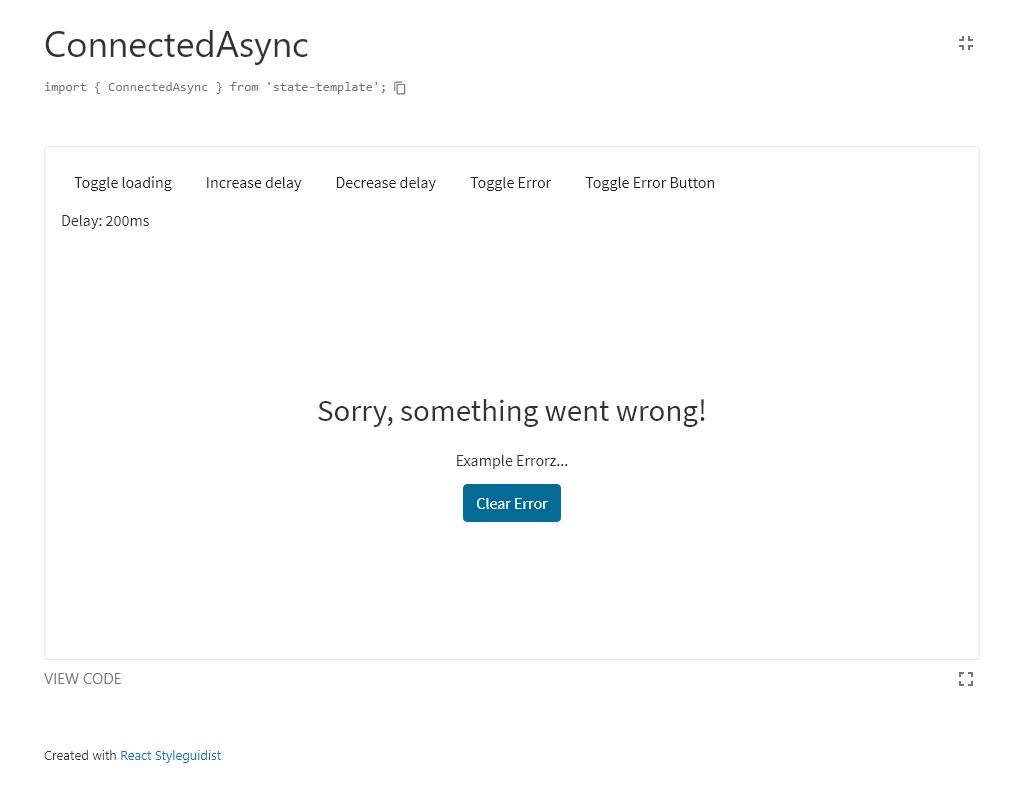 ConnectedAsync
import { ConnectedAsync } from 'state-template';
Toggle loading Increase delay Decrease delay Toggle Error Toggle Error Button
Delay: 200ms
Sorry, something went wrong!
Example Errorz...
Clear Error
VIEW CODE
Created with React Styleguidist